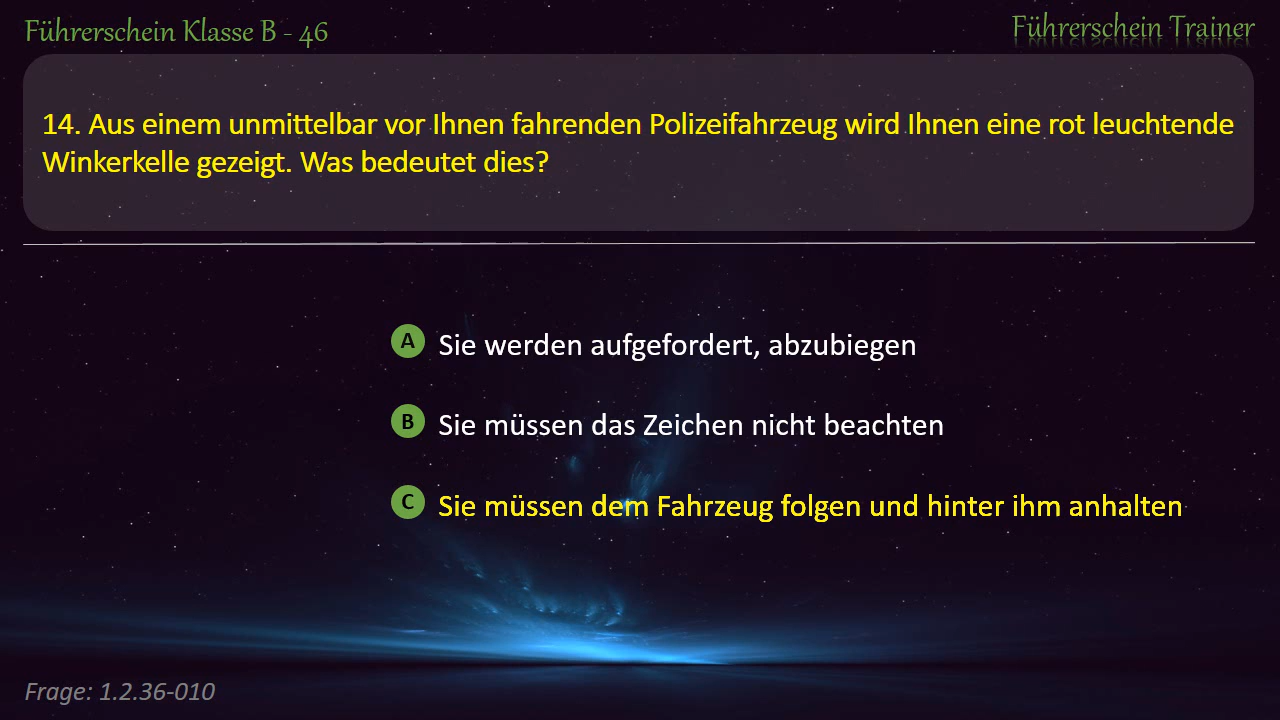 Führerschein Klasse B - 46
Führerschein Trainer
14. Aus einem unmittelbar vor Ihnen fahrenden Polizeifahrzeug wird Ihnen eine rot leuchtende
Winkerkelle gezeigt. Was bedeutet dies?
A Sie werden aufgefordert, abzubiegen
B Sie müssen das Zeichen nicht beachten
C Sie müssen dem Fahrzeug folgen und hinter ihm anhalten
Frage: 1.2.36-010